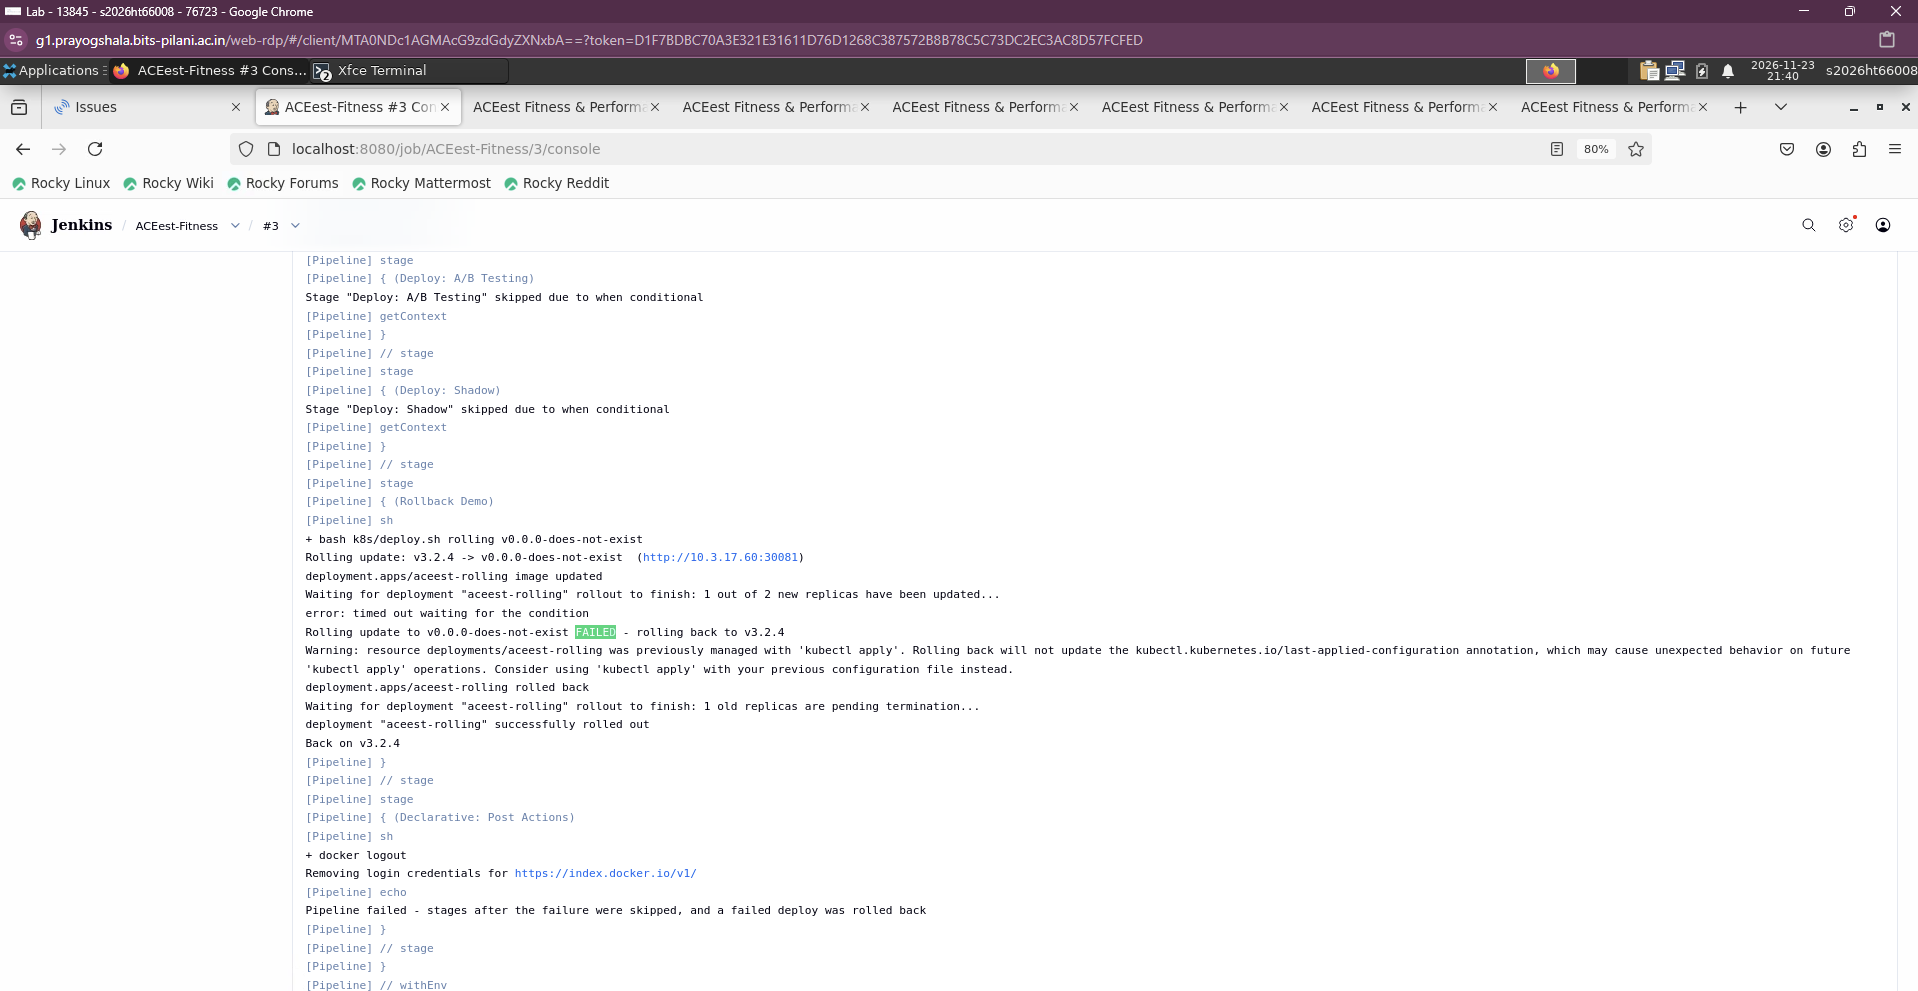 Lab - 13845 - s2026ht66008 - 76723 - Google Chrome
g1.prayogshala.bits-pilani.ac.in/web-rdp/#/client/MTA0NDc1AGMAcG9zdGdyZXNxbA==?token=D1F7BDBC70A3E321E31611D76D1268C387572B8B78C5C73DC2EC3AC8D57FCFED
Applications ACEest-Fitness #3 Cons... 2 Xfce Terminal 2026-11-23 21:40 s2026ht66008
Issues ACEest-Fitness #3 Con ACEest Fitness & Performa ACEest Fitness & Performa ACEest Fitness & Performa ACEest Fitness & Performa ACEest Fitness & Performa ACEest Fitness & Performa
localhost:8080/job/ACEest-Fitness/3/console 80%
Rocky Linux Rocky Wiki Rocky Forums Rocky Mattermost Rocky Reddit
Jenkins / ACEest-Fitness / #3
[Pipeline] stage
[Pipeline] { (Deploy: A/B Testing)
Stage "Deploy: A/B Testing" skipped due to when conditional
[Pipeline] getContext
[Pipeline] }
[Pipeline] // stage
[Pipeline] stage
[Pipeline] { (Deploy: Shadow)
Stage "Deploy: Shadow" skipped due to when conditional
[Pipeline] getContext
[Pipeline] }
[Pipeline] // stage
[Pipeline] stage
[Pipeline] { (Rollback Demo)
[Pipeline] sh
+ bash k8s/deploy.sh rolling v0.0.0-does-not-exist
Rolling update: v3.2.4 -> v0.0.0-does-not-exist  (http://10.3.17.60:30081)
deployment.apps/aceest-rolling image updated
Waiting for deployment "aceest-rolling" rollout to finish: 1 out of 2 new replicas have been updated...
error: timed out waiting for the condition
Rolling update to v0.0.0-does-not-exist FAILED - rolling back to v3.2.4
Warning: resource deployments/aceest-rolling was previously managed with 'kubectl apply'. Rolling back will not update the kubectl.kubernetes.io/last-applied-configuration annotation, which may cause unexpected behavior on future
'kubectl apply' operations. Consider using 'kubectl apply' with your previous configuration file instead.
deployment.apps/aceest-rolling rolled back
Waiting for deployment "aceest-rolling" rollout to finish: 1 old replicas are pending termination...
deployment "aceest-rolling" successfully rolled out
Back on v3.2.4
[Pipeline] }
[Pipeline] // stage
[Pipeline] stage
[Pipeline] { (Declarative: Post Actions)
[Pipeline] sh
+ docker logout
Removing login credentials for https://index.docker.io/v1/
[Pipeline] echo
Pipeline failed - stages after the failure were skipped, and a failed deploy was rolled back
[Pipeline] }
[Pipeline] // stage
[Pipeline] }
[Pipeline] // withEnv